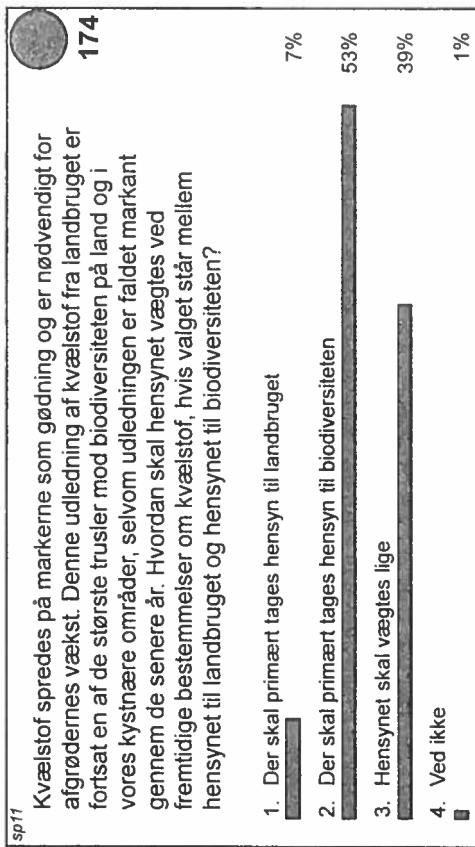 sp11
174
Kvælstof spredes på markerne som gødning og er nødvendigt for
afgrødernes vækst. Denne udledning af kvælstof fra landbruget er
fortsat en af de største trusler mod biodiversiteten på land og i
vores kystnære områder, selvom udledningen er faldet markant
gennem de senere år. Hvordan skal hensynet vægtes ved
fremtidige bestemmelser om kvælstof, hvis valget står mellem
hensynet til landbruget og hensynet til biodiversiteten?
1. Der skal primært tages hensyn til landbruget
7%
2. Der skal primært tages hensyn til biodiversiteten
53%
3. Hensynet skal vægtes lige
39%
4. Ved ikke
1%